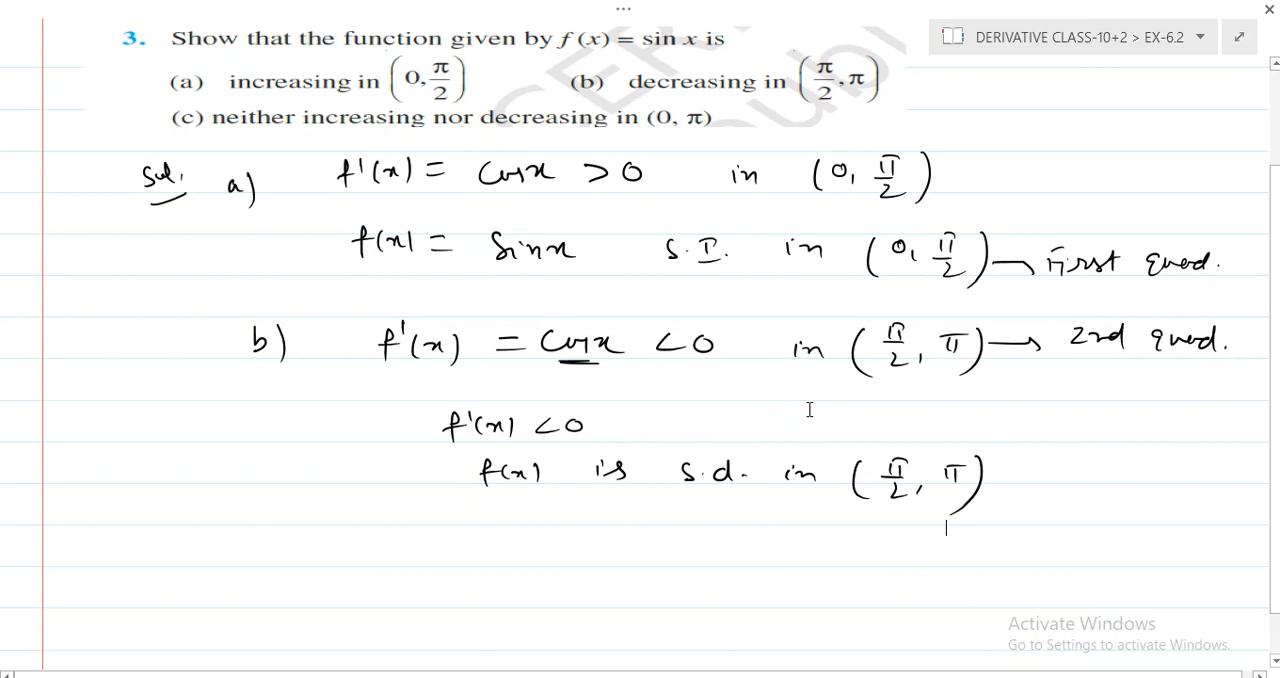 DERIVATIVE CLASS-10+2 > EX-6.2
3. Show that the function given by f (x) = sin x is
(a) increasing in (0, π/2) (b) decreasing in (π/2, π)
(c) neither increasing nor decreasing in (0, π)
Sol. a) f'(x) = cosx > 0 in (0, π/2)
f(x) = Sinx S.I. in (0, π/2) → First quad.
b) f'(x) = cosx < 0 in (π/2, π) → 2nd quad.
f'(x) < 0
f(x) is s.d. in (π/2, π)
Activate Windows
Go to Settings to activate Windows.